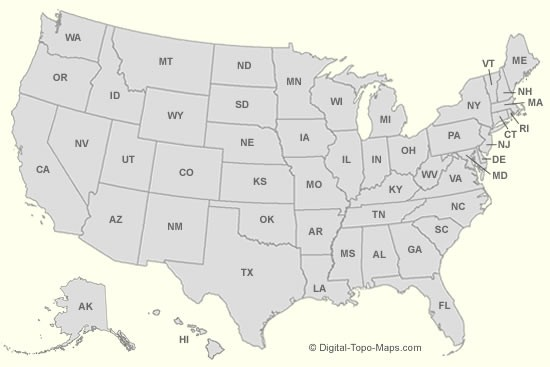 WA
MT
ND
MN
VT
ME
OR
ID
SD
WI
MI
NY
NH
MA
RI
CT
WY
NE
IA
PA
NJ
NV
UT
CO
KS
IL
IN
OH
WV
VA
DE
MD
CA
MO
KY
NC
AZ
NM
OK
AR
TN
SC
TX
MS
AL
GA
LA
FL
AK
HI
© Digital-Topo-Maps.com